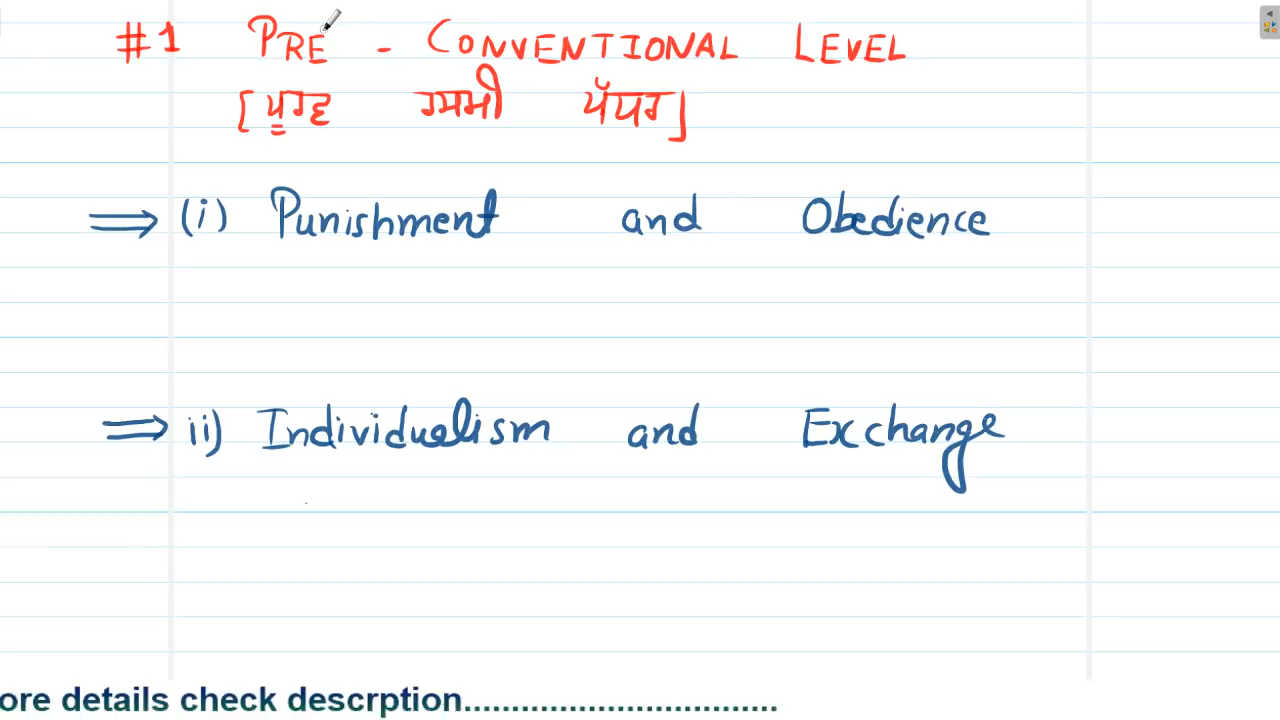 #1 PRE - CONVENTIONAL LEVEL
[ਪੂਰਵ ਰਸਮੀ ਪੱਧਰ]
⇒ (i) Punishment and Obedience
⇒ ii) Individualism and Exchange
ore details check descrption.................................